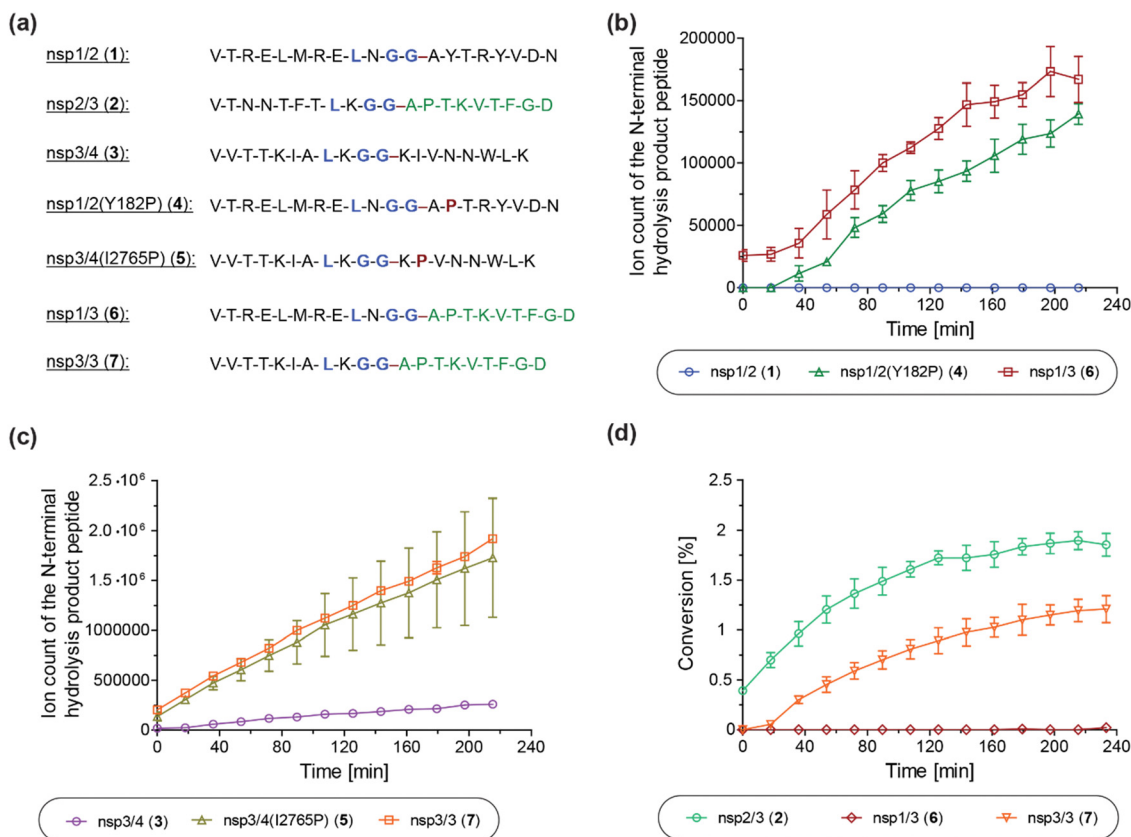 (a)
nsp1/2 (1): V-T-R-E-L-M-R-E-L-N-G-G-A-Y-T-R-Y-V-D-N
nsp2/3 (2): V-T-N-N-T-F-T-L-K-G-G-A-P-T-K-V-T-F-G-D
nsp3/4 (3): V-V-T-T-K-I-A-L-K-G-G-K-I-V-N-N-W-L-K
nsp1/2(Y182P) (4): V-T-R-E-L-M-R-E-L-N-G-G-A-P-T-R-Y-V-D-N
nsp3/4(I2765P) (5): V-V-T-T-K-I-A-L-K-G-G-K-P-V-N-N-W-L-K
nsp1/3 (6): V-T-R-E-L-M-R-E-L-N-G-G-A-P-T-K-V-T-F-G-D
nsp3/3 (7): V-V-T-T-K-I-A-L-K-G-G-A-P-T-K-V-T-F-G-D
(b)
Ion count of the N-terminal
hydrolysis product peptide
200000
150000
100000
50000
0
0 40 80 120 160 200 240
Time [min]
nsp1/2 (1) nsp1/2(Y182P) (4) nsp1/3 (6)
(c)
Ion count of the N-terminal
hydrolysis product peptide
2.5·10⁶
2.0·10⁶
1.5·10⁶
1000000
500000
0
0 40 80 120 160 200 240
Time [min]
nsp3/4 (3) nsp3/4(I2765P) (5) nsp3/3 (7)
(d)
Conversion [%]
2.5
2
1.5
1
0.5
0
0 40 80 120 160 200 240
Time [min]
nsp2/3 (2) nsp1/3 (6) nsp3/3 (7)